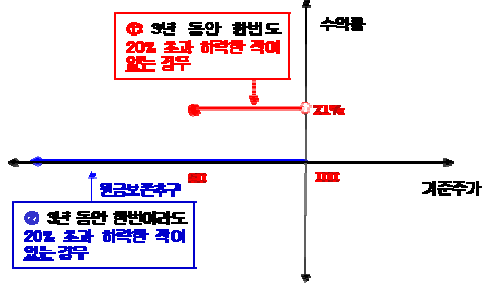 ① 3년 동안 한번도
20% 초과 하락한 적이
없는 경우
수익률
21%
원금보존추구
기준주가
② 3년 동안 한번이라도
20% 초과 하락한 적이
있는 경우